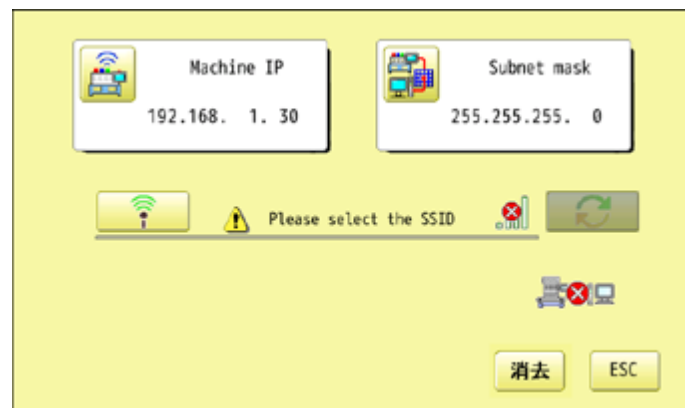 Machine IP
192.168. 1. 30
Subnet mask
255.255.255. 0
Please select the SSID
消去
ESC